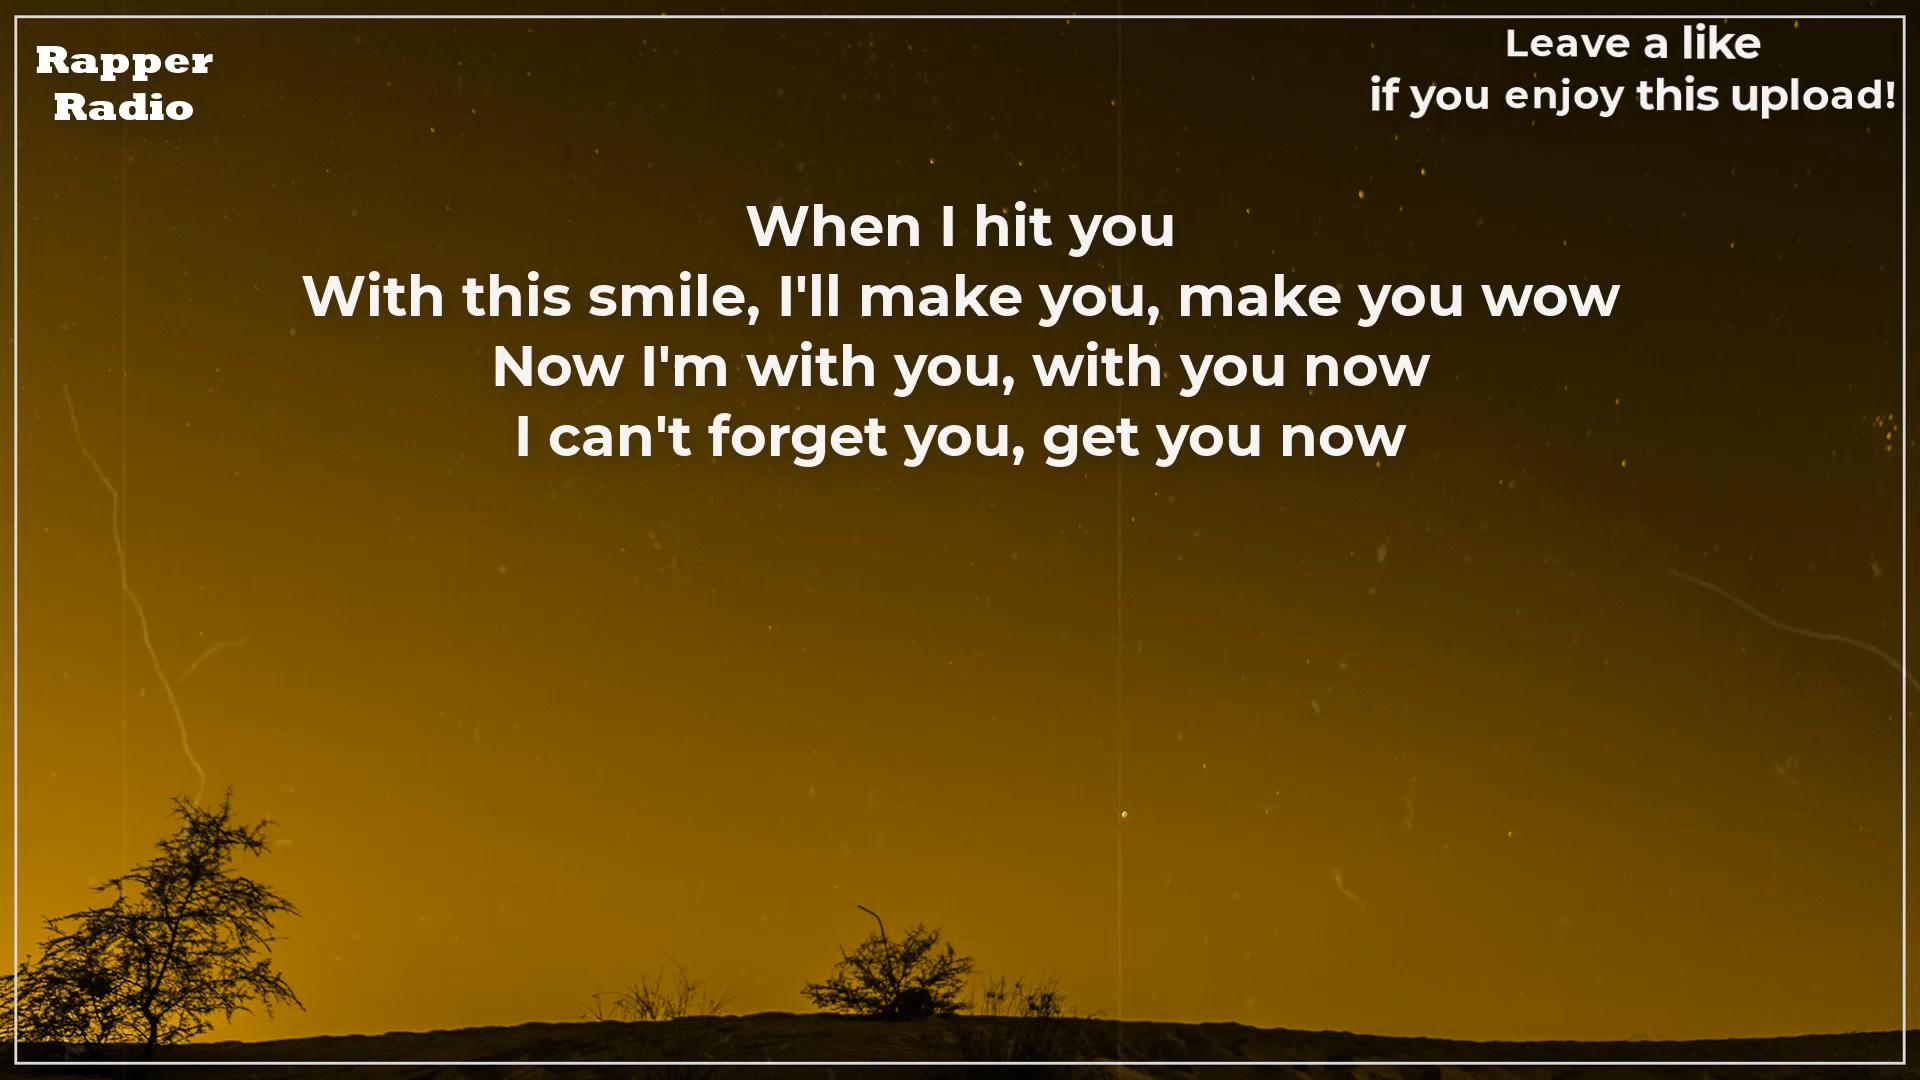 Rapper
Radio
Leave a like
if you enjoy this upload!
When I hit you
With this smile, I'll make you, make you wow
Now I'm with you, with you now
I can't forget you, get you now